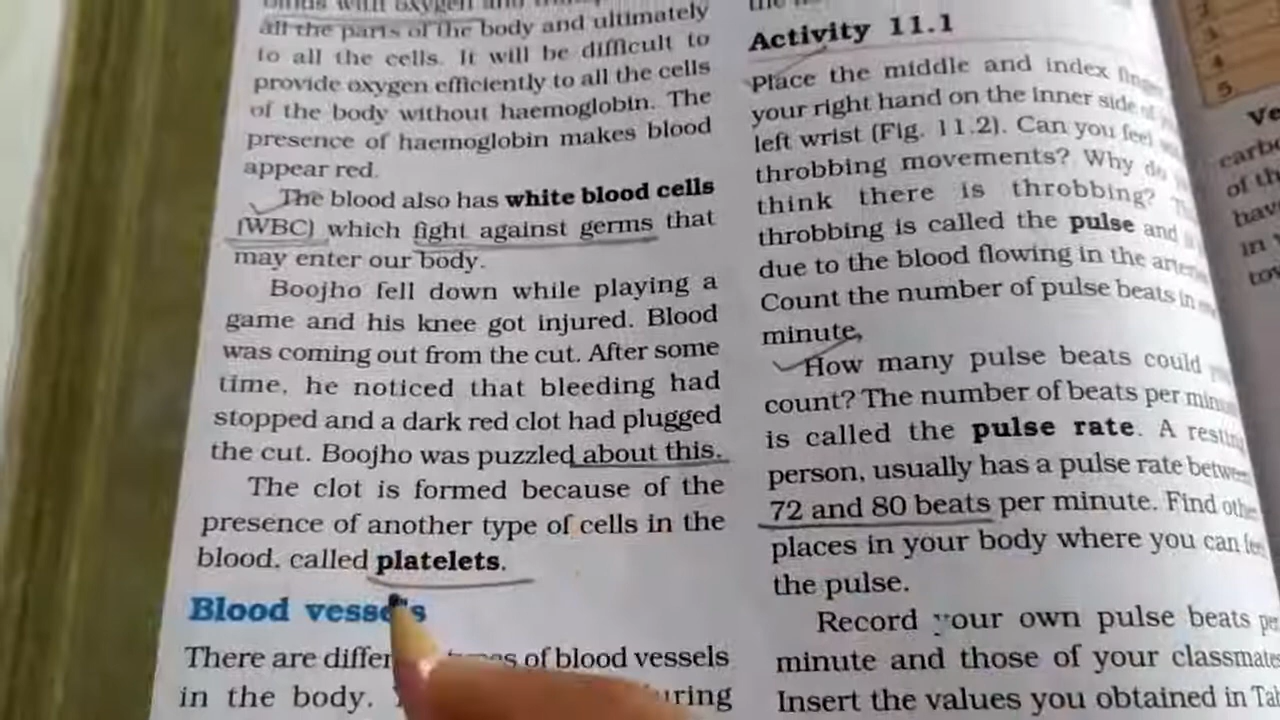 all the parts of the body and ultimately
to all the cells. It will be difficult to
provide oxygen efficiently to all the cells
of the body without haemoglobin. The
presence of haemoglobin makes blood
appear red.
The blood also has white blood cells
(WBC) which fight against germs that
may enter our body.
Boojho fell down while playing a
game and his knee got injured. Blood
was coming out from the cut. After some
time, he noticed that bleeding had
stopped and a dark red clot had plugged
the cut. Boojho was puzzled about this.
The clot is formed because of the
presence of another type of cells in the
blood, called platelets.
Blood vessels
There are of blood vessels
in the body.
Activity 11.1
Place the middle and index
your right hand on the inner side of
left wrist (Fig. 11.2). Can you feel
throbbing movements? Why do
think there is throbbing?
throbbing is called the pulse and
due to the blood flowing in the
Count the number of pulse beats in
minute.
How many pulse beats could
count? The number of beats per
is called the pulse rate. A
person, usually has a pulse rate
72 and 80 beats per minute. Find
places in your body where you can
the pulse.
Record your own pulse beats
minute and those of your
Insert the values you obtained in
1
3
4
5
of
in